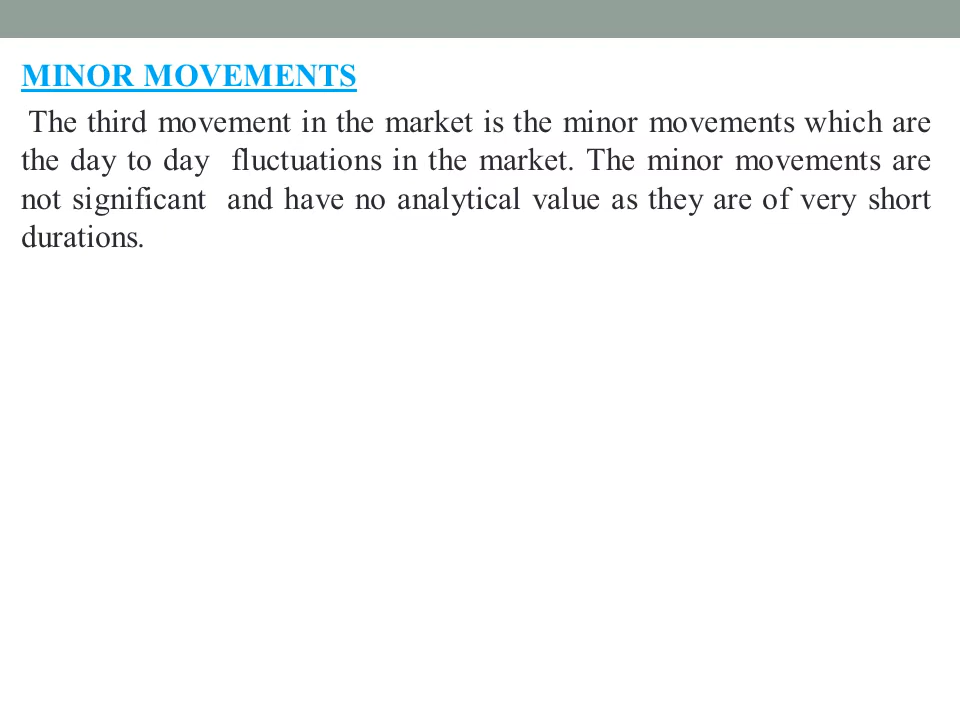 MINOR MOVEMENTS
The third movement in the market is the minor movements which are
the day to day fluctuations in the market. The minor movements are
not significant and have no analytical value as they are of very short
durations.